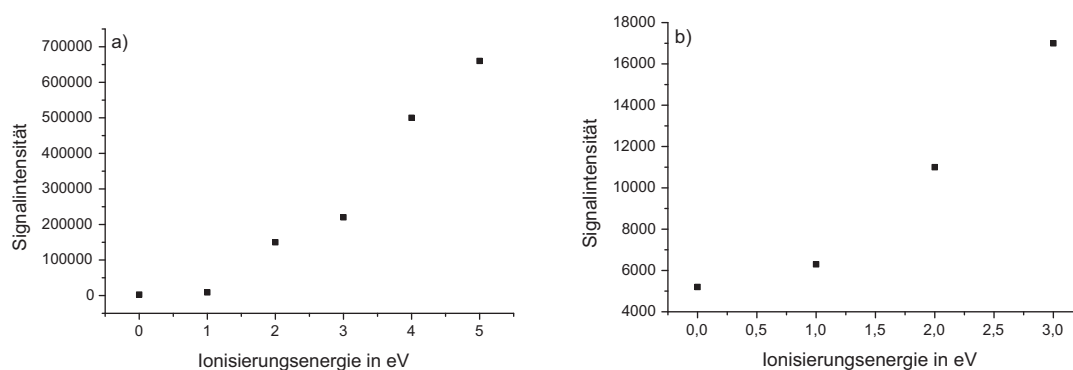 a)
700000
600000
500000
400000
300000
200000
100000
0
Signalintensität
0 1 2 3 4 5
Ionisierungsenergie in eV
b)
18000
16000
14000
12000
10000
8000
6000
4000
Signalintensität
0,0 0,5 1,0 1,5 2,0 2,5 3,0
Ionisierungsenergie in eV